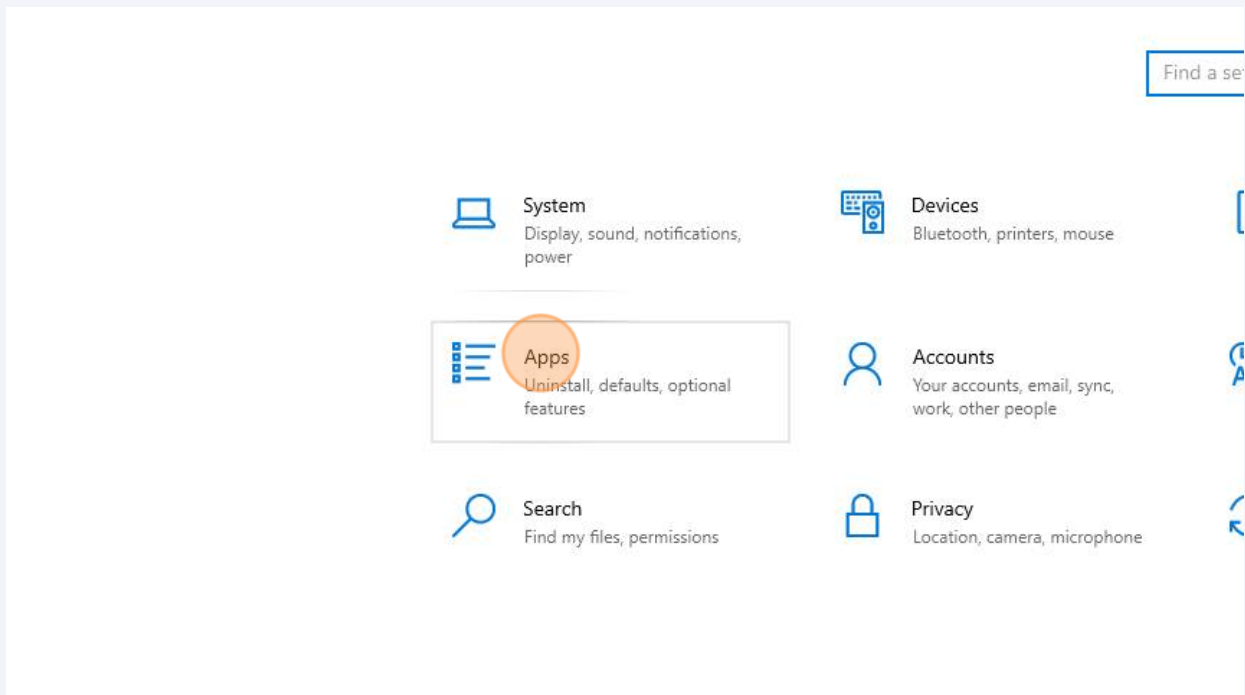 Find a se
System
Display, sound, notifications,
power
Devices
Bluetooth, printers, mouse
Apps
Uninstall, defaults, optional
features
Accounts
Your accounts, email, sync,
work, other people
Search
Find my files, permissions
Privacy
Location, camera, microphone